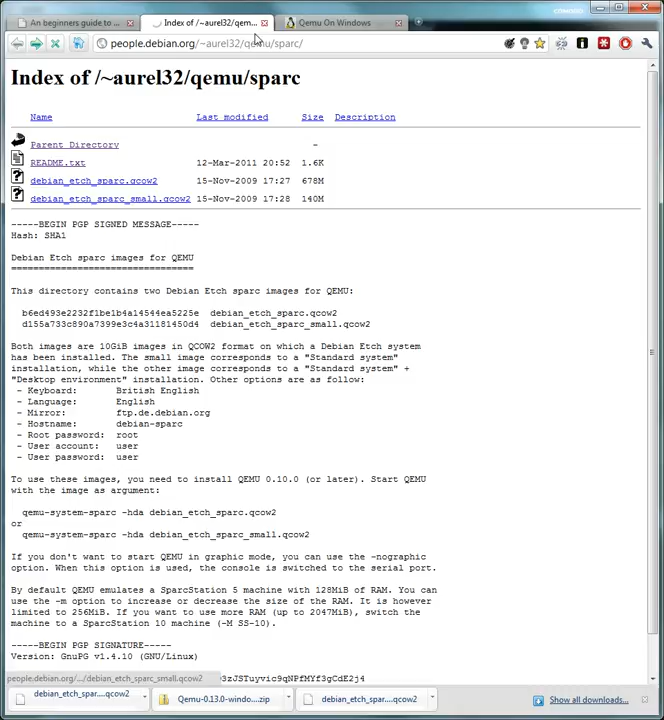 An beginners guide to ...
Index of /~aurel32/qem...
Qemu On Windows
people.debian.org/~aurel32/qemu/sparc/
Index of /~aurel32/qemu/sparc
Name Last modified Size Description
Parent Directory -
README.txt 12-Mar-2011 20:52 1.6K
debian_etch_sparc.qcow2 15-Nov-2009 17:27 678M
debian_etch_sparc_small.qcow2 15-Nov-2009 17:28 140M
-----BEGIN PGP SIGNED MESSAGE-----
Hash: SHA1
Debian Etch sparc images for QEMU
=================================
This directory contains two Debian Etch sparc images for QEMU:
b6ed493e2232f1be1b4a14544ea5225e debian_etch_sparc.qcow2
d155a733c890a7399e3c4a31181450d4 debian_etch_sparc_small.qcow2
Both images are 10GiB images in QCOW2 format on which a Debian Etch system
has been installed. The small image corresponds to a "Standard system"
installation, while the other image corresponds to a "Standard system" +
"Desktop environment" installation. Other options are as follow:
- Keyboard: British English
- Language: English
- Mirror: ftp.de.debian.org
- Hostname: debian-sparc
- Root password: root
- User account: user
- User password: user
To use these images, you need to install QEMU 0.10.0 (or later). Start QEMU
with the image as argument:
qemu-system-sparc -hda debian_etch_sparc.qcow2
or
qemu-system-sparc -hda debian_etch_sparc_small.qcow2
If you don't want to start QEMU in graphic mode, you can use the -nographic
option. When this option is used, the console is switched to the serial port.
By default QEMU emulates a SparcStation 5 machine with 128MiB of RAM. You can
use the -m option to increase or decrease the size of the RAM. It is however
limited to 256MiB. If you want to use more RAM (up to 2047MiB), switch the
machine to a SparcStation 10 machine (-M SS-10).
-----BEGIN PGP SIGNATURE-----
Version: GnuPG v1.4.10 (GNU/Linux)
people.debian.org/.../debian_etch_sparc_small.qcow2
debian_etch_spar....qcow2
Qemu-0.13.0-windo....zip
debian_etch_spa....qcow2
Show all downloads...